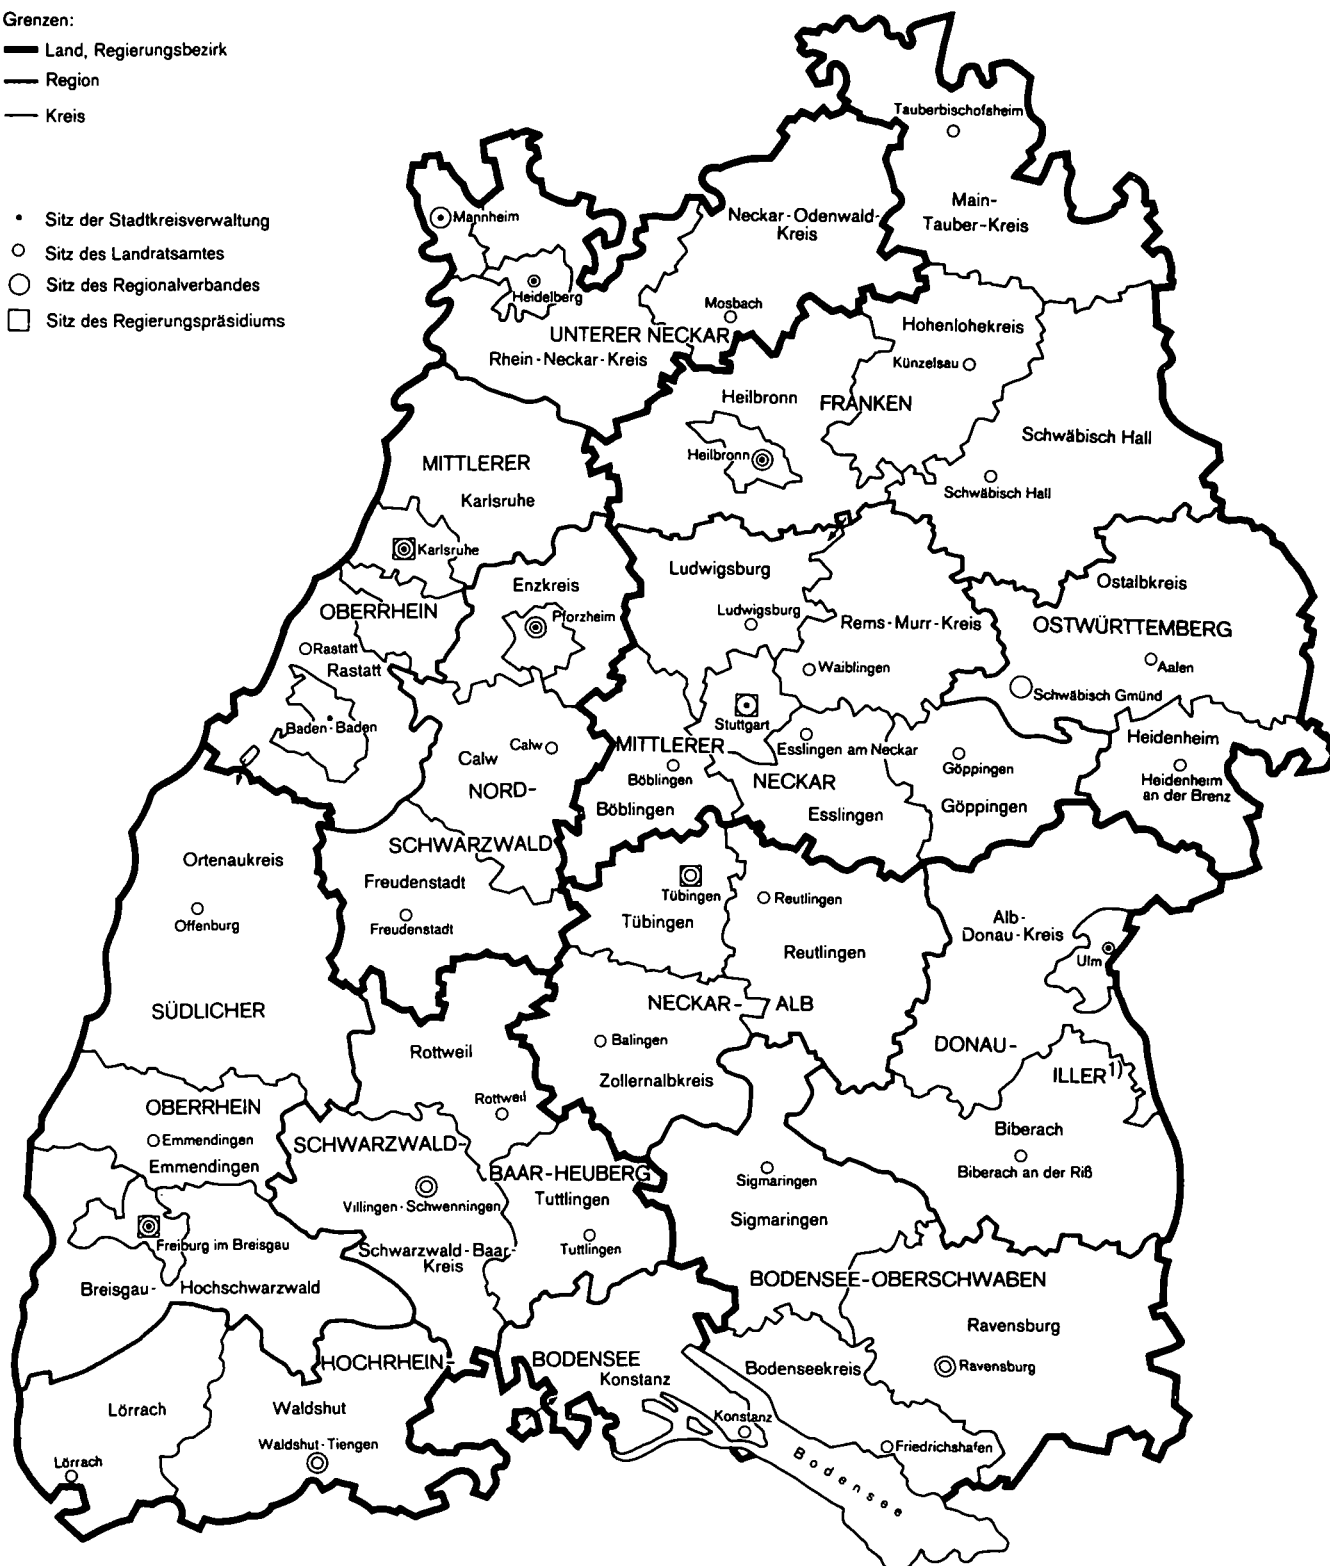 Grenzen:
Land, Regierungsbezirk
Region
Kreis
Sitz der Stadtkreisverwaltung
Sitz des Landratsamtes
Sitz des Regionalverbandes
Sitz des Regierungspräsidiums
Tauberbischofsheim
Main-
Tauber-Kreis
Mannheim
Neckar-Odenwald-
Kreis
Heidelberg
Mosbach
UNTERER NECKAR
Rhein-Neckar-Kreis
Hohenlohekreis
Künzelsau
Heilbronn
FRANKEN
Heilbronn
Schwäbisch Hall
Schwäbisch Hall
MITTLERER
Karlsruhe
Karlsruhe
Enzkreis
Pforzheim
OBERRHEIN
Rastatt
Rastatt
Baden-Baden
Ludwigsburg
Ludwigsburg
Rems-Murr-Kreis
Waiblingen
Ostalbkreis
OSTWÜRTTEMBERG
Aalen
Schwäbisch Gmünd
Stuttgart
MITTLERER
Böblingen
Böblingen
Esslingen am Neckar
NECKAR
Esslingen
Göppingen
Göppingen
Heidenheim
Heidenheim
an der Brenz
Calw
Calw
NORD-
SCHWARZWALD
Freudenstadt
Freudenstadt
Ortenaukreis
Offenburg
SÜDLICHER
Tübingen
Tübingen
Reutlingen
Reutlingen
Alb-
Donau-Kreis
Ulm
NECKAR-
ALB
Balingen
Zollernalbkreis
DONAU-
ILLER1)
Rottweil
Rottweil
OBERRHEIN
Emmendingen
Emmendingen
SCHWARZWALD-
BAAR-HEUBERG
Villingen-Schwenningen
Tuttlingen
Tuttlingen
Schwarzwald-Baar-
Kreis
Biberach
Biberach an der Riß
Sigmaringen
Sigmaringen
Freiburg im Breisgau
Breisgau-
Hochschwarzwald
BODENSEE-OBERSCHWABEN
Ravensburg
Ravensburg
HOCHRHEIN-
BODENSEE
Konstanz
Bodenseekreis
Lörrach
Lörrach
Waldshut
Waldshut-Tiengen
Konstanz
Friedrichshafen
Bodensee